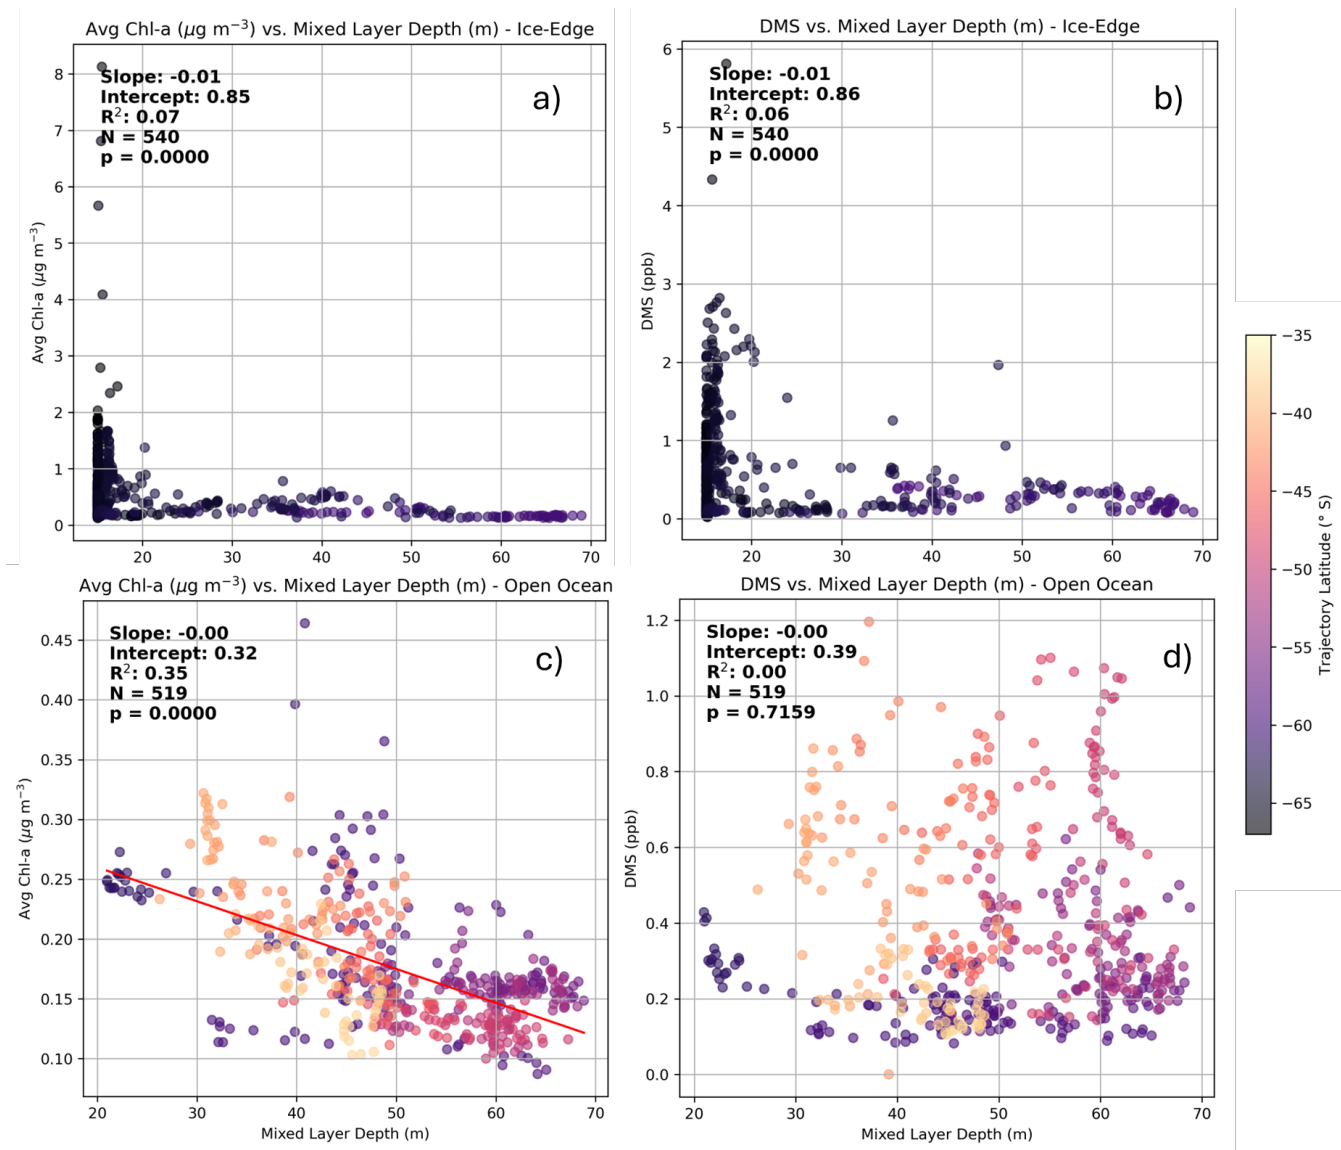 Avg Chl-a (μg m⁻³) vs. Mixed Layer Depth (m) - Ice-Edge
Slope: -0.01
Intercept: 0.85
R²: 0.07
N = 540
p = 0.0000
a)
Avg Chl-a (μg m⁻³)
8
7
6
5
4
3
2
1
0
20 30 40 50 60 70
DMS vs. Mixed Layer Depth (m) - Ice-Edge
Slope: -0.01
Intercept: 0.86
R²: 0.06
N = 540
p = 0.0000
b)
DMS (ppb)
6
5
4
3
2
1
0
20 30 40 50 60 70
Avg Chl-a (μg m⁻³) vs. Mixed Layer Depth (m) - Open Ocean
Slope: -0.00
Intercept: 0.32
R²: 0.35
N = 519
p = 0.0000
c)
Avg Chl-a (μg m⁻³)
0.45
0.40
0.35
0.30
0.25
0.20
0.15
0.10
20 30 40 50 60 70
Mixed Layer Depth (m)
DMS vs. Mixed Layer Depth (m) - Open Ocean
Slope: -0.00
Intercept: 0.39
R²: 0.00
N = 519
p = 0.7159
d)
DMS (ppb)
1.2
1.0
0.8
0.6
0.4
0.2
0.0
20 30 40 50 60 70
Mixed Layer Depth (m)
−35
−40
−45
−50
−55
−60
−65
Trajectory Latitude (° S)